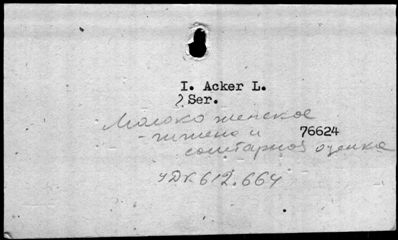 I. Acker L.
? Ser.
Молоко женское
- гигиена и 76624
санитарная оценка
УДК 612.664